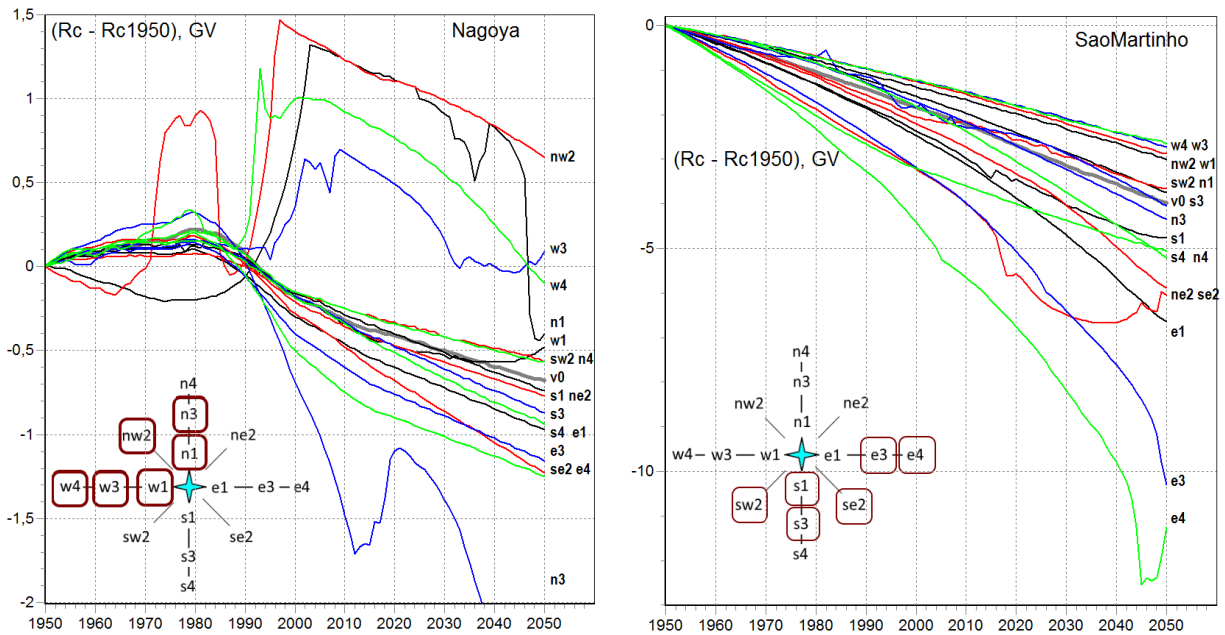 (Rc - Rc1950), GV Nagoya
1,5
1
0,5
0
-0,5
-1
-1,5
-2
nw2
w3
w4
n1
w1
sw2 n4
v0
s1 ne2
s3
s4 e1
e3
se2 e4
n3
n4
n3
nw2 ne2
n1
w4 w3 w1 e1 e3 e4
s1
sw2 se2
s3
s4
1950 1960 1970 1980 1990 2000 2010 2020 2030 2040 2050
SaoMartinho
(Rc - Rc1950), GV
0
-5
-10
w4 w3
nw2 w1
sw2 n1
v0 s3
n3
s1
s4 n4
ne2 se2
e1
e3
e4
n4
n3
nw2 ne2
n1
w4 w3 w1 e1 e3 e4
s1
sw2 se2
s3
s4
1950 1960 1970 1980 1990 2000 2010 2020 2030 2040 2050